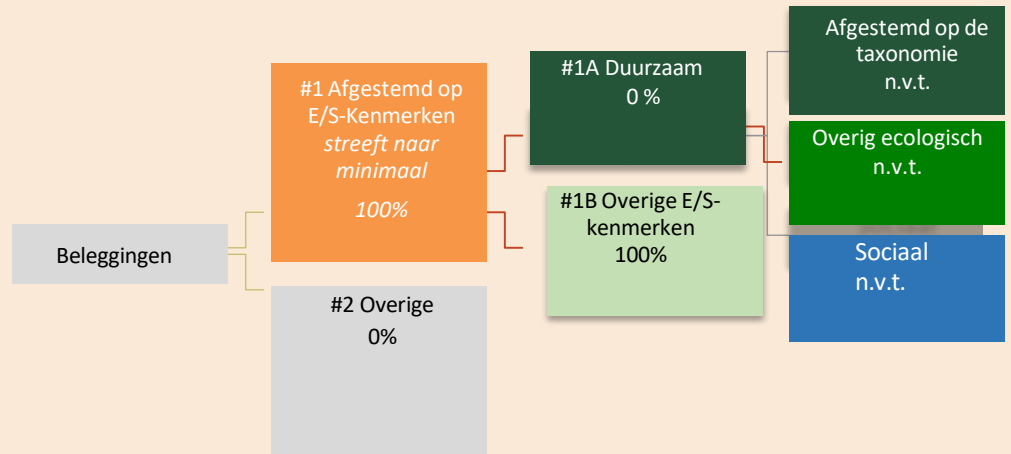 Beleggingen
#1 Afgestemd op
E/S-Kenmerken
streeft naar
minimaal
100%
#2 Overige
0%
#1A Duurzaam
0 %
#1B Overige E/S-
kenmerken
100%
Afgestemd op de
taxonomie
n.v.t.
Overig ecologisch
n.v.t.
Sociaal
n.v.t.